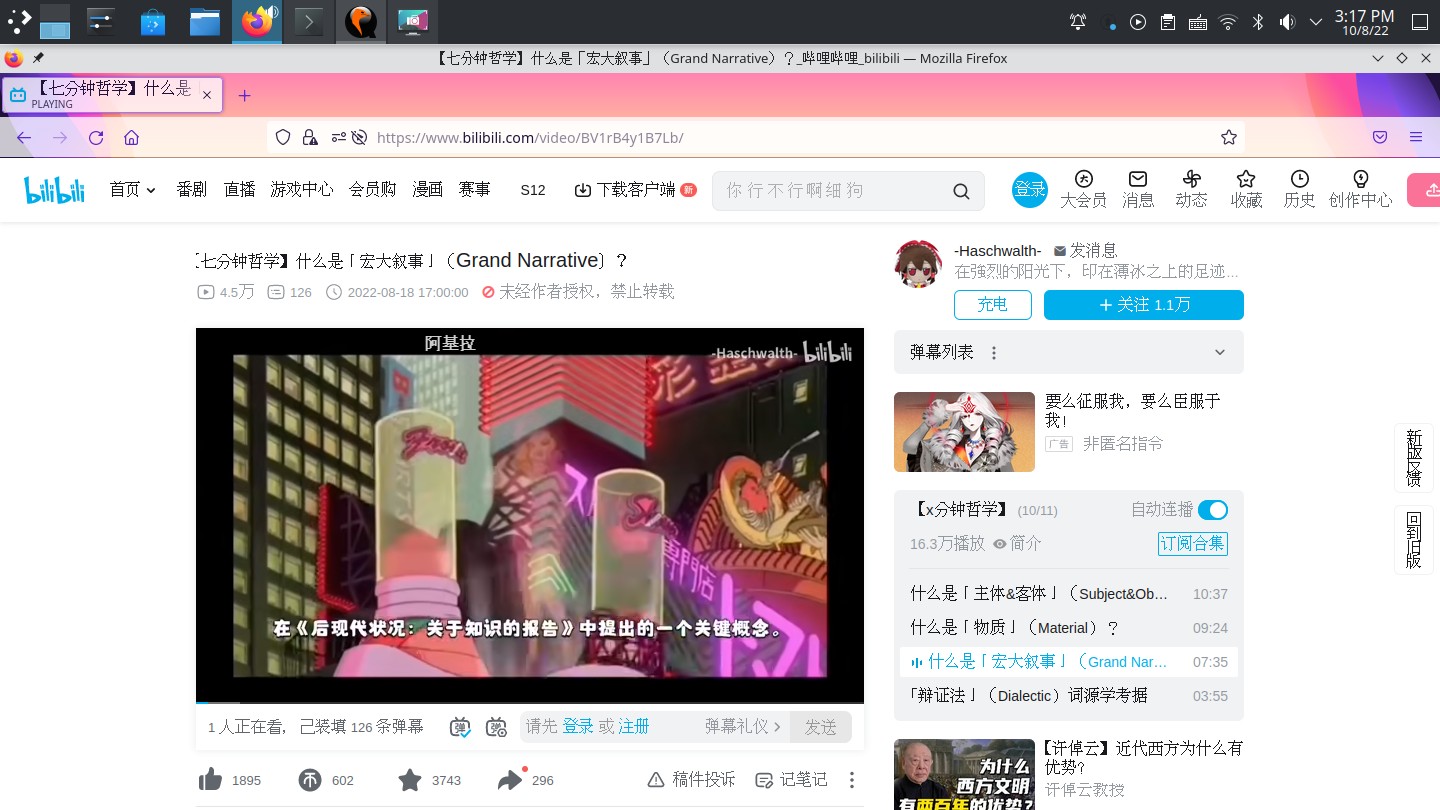 3:17 PM
10/8/22
【七分钟哲学】什么是「宏大叙事」（Grand Narrative）？_哔哩哔哩_bilibili — Mozilla Firefox
【七分钟哲学】什么是
PLAYING
https://www.bilibili.com/video/BV1rB4y1B7Lb/
bilibili 首页 番剧 直播 游戏中心 会员购 漫画 赛事 S12 下载客户端 新 你行不行啊细狗 登录 大会员 消息 动态 收藏 历史 创作中心
【七分钟哲学】什么是「宏大叙事」（Grand Narrative）？
4.5万 126 2022-08-18 17:00:00 未经作者授权，禁止转载
阿基拉
-Haschwalth- bilibili
専門店
在《后现代状况：关于知识的报告》中提出的一个关键概念。
1 人正在看， 已装填 126 条弹幕 弹 弹 请先 登录 或 注册 弹幕礼仪 发送
1895 602 3743 296 稿件投诉 记笔记
-Haschwalth- 发消息
在強烈的阳光下，印在薄冰之上的足迹...
充电 + 关注 1.1万
弹幕列表
要么征服我，要么臣服于
我！
广告 非匿名指令
【x分钟哲学】 (10/11) 自动连播
16.3万播放 简介 订阅合集
什么是「主体&客体」（Subject&Ob... 10:37
什么是「物质」（Material）？ 09:24
什么是「宏大叙事」（Grand Nar... 07:35
「辩证法」（Dialectic）词源学考据 03:55
为什么
西方文明
有两百年的优势?
【许倬云】近代西方为什么有
优势?
许倬云教授
新版反馈
回到旧版